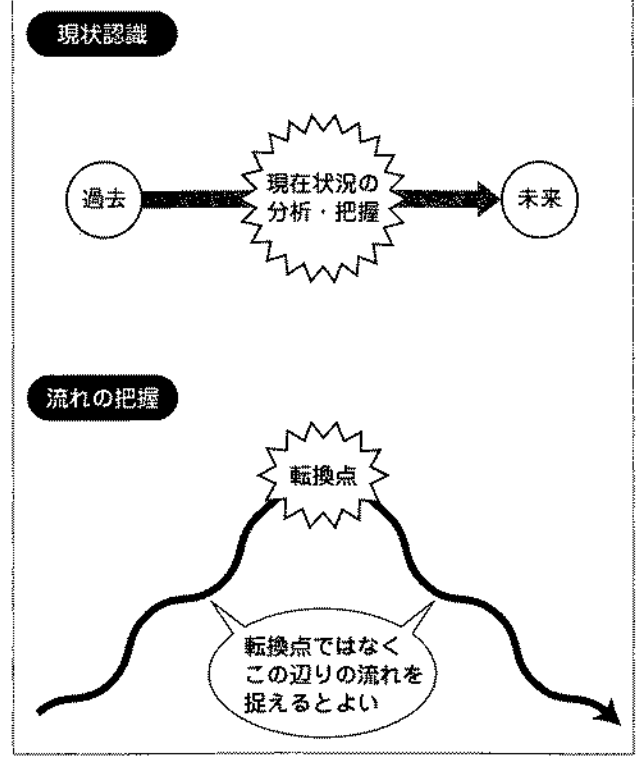 現状認識
過去
現在状況の
分析・把握
未来
流れの把握
転換点
転換点ではなく
この辺りの流れを
捉えるとよい